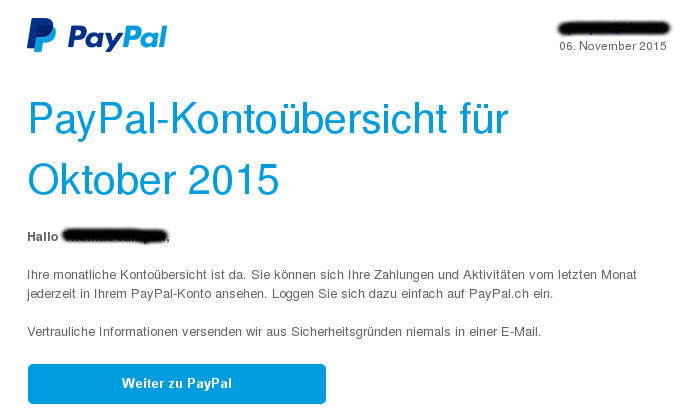 PayPal
06. November 2015
PayPal-Kontoübersicht für
Oktober 2015
Hallo ,
Ihre monatliche Kontoübersicht ist da. Sie können sich Ihre Zahlungen und Aktivitäten vom letzten Monat
jederzeit in Ihrem PayPal-Konto ansehen. Loggen Sie sich dazu einfach auf PayPal.ch ein.
Vertrauliche Informationen versenden wir aus Sicherheitsgründen niemals in einer E-Mail.
Weiter zu PayPal